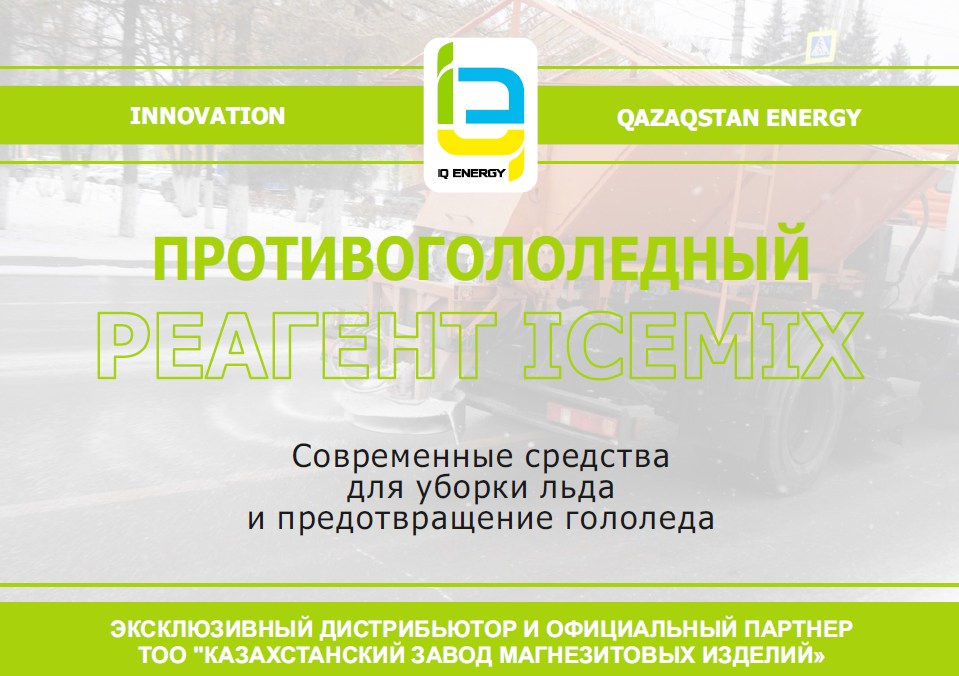 INNOVATION
QAZAQSTAN ENERGY
IQ ENERGY
ПРОТИВОГОЛОЛЕДНЫЙ
РЕАГЕНТ ICEMIX
Современные средства
для уборки льда
и предотвращение гололеда
ЭКСКЛЮЗИВНЫЙ ДИСТРИБЬЮТОР И ОФИЦИАЛЬНЫЙ ПАРТНЕР
ТОО "КАЗАХСТАНСКИЙ ЗАВОД МАГНЕЗИТОВЫХ ИЗДЕЛИЙ»